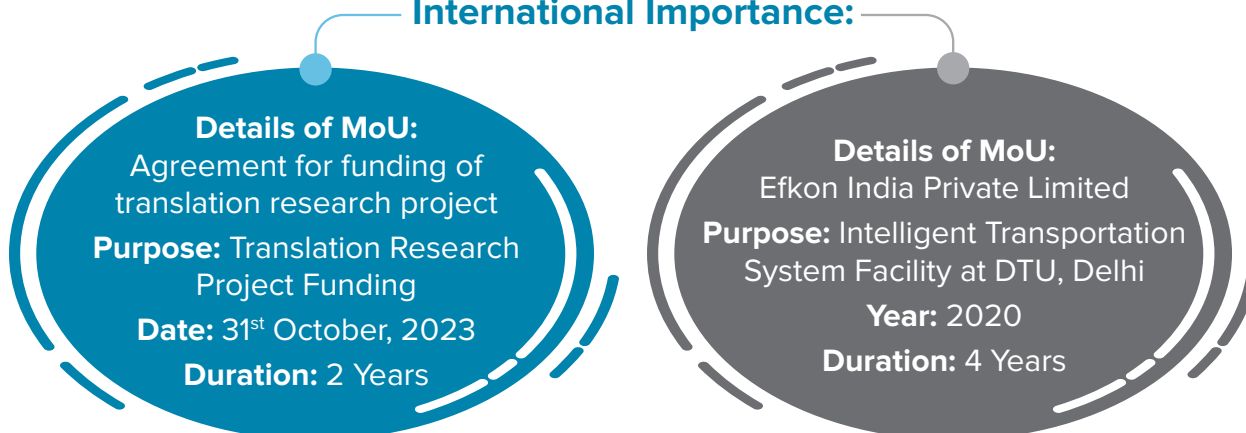 International Importance:
Details of MoU:
Agreement for funding of
translation research project
Purpose: Translation Research
Project Funding
Date: 31st October, 2023
Duration: 2 Years
Details of MoU:
Efkon India Private Limited
Purpose: Intelligent Transportation
System Facility at DTU, Delhi
Year: 2020
Duration: 4 Years